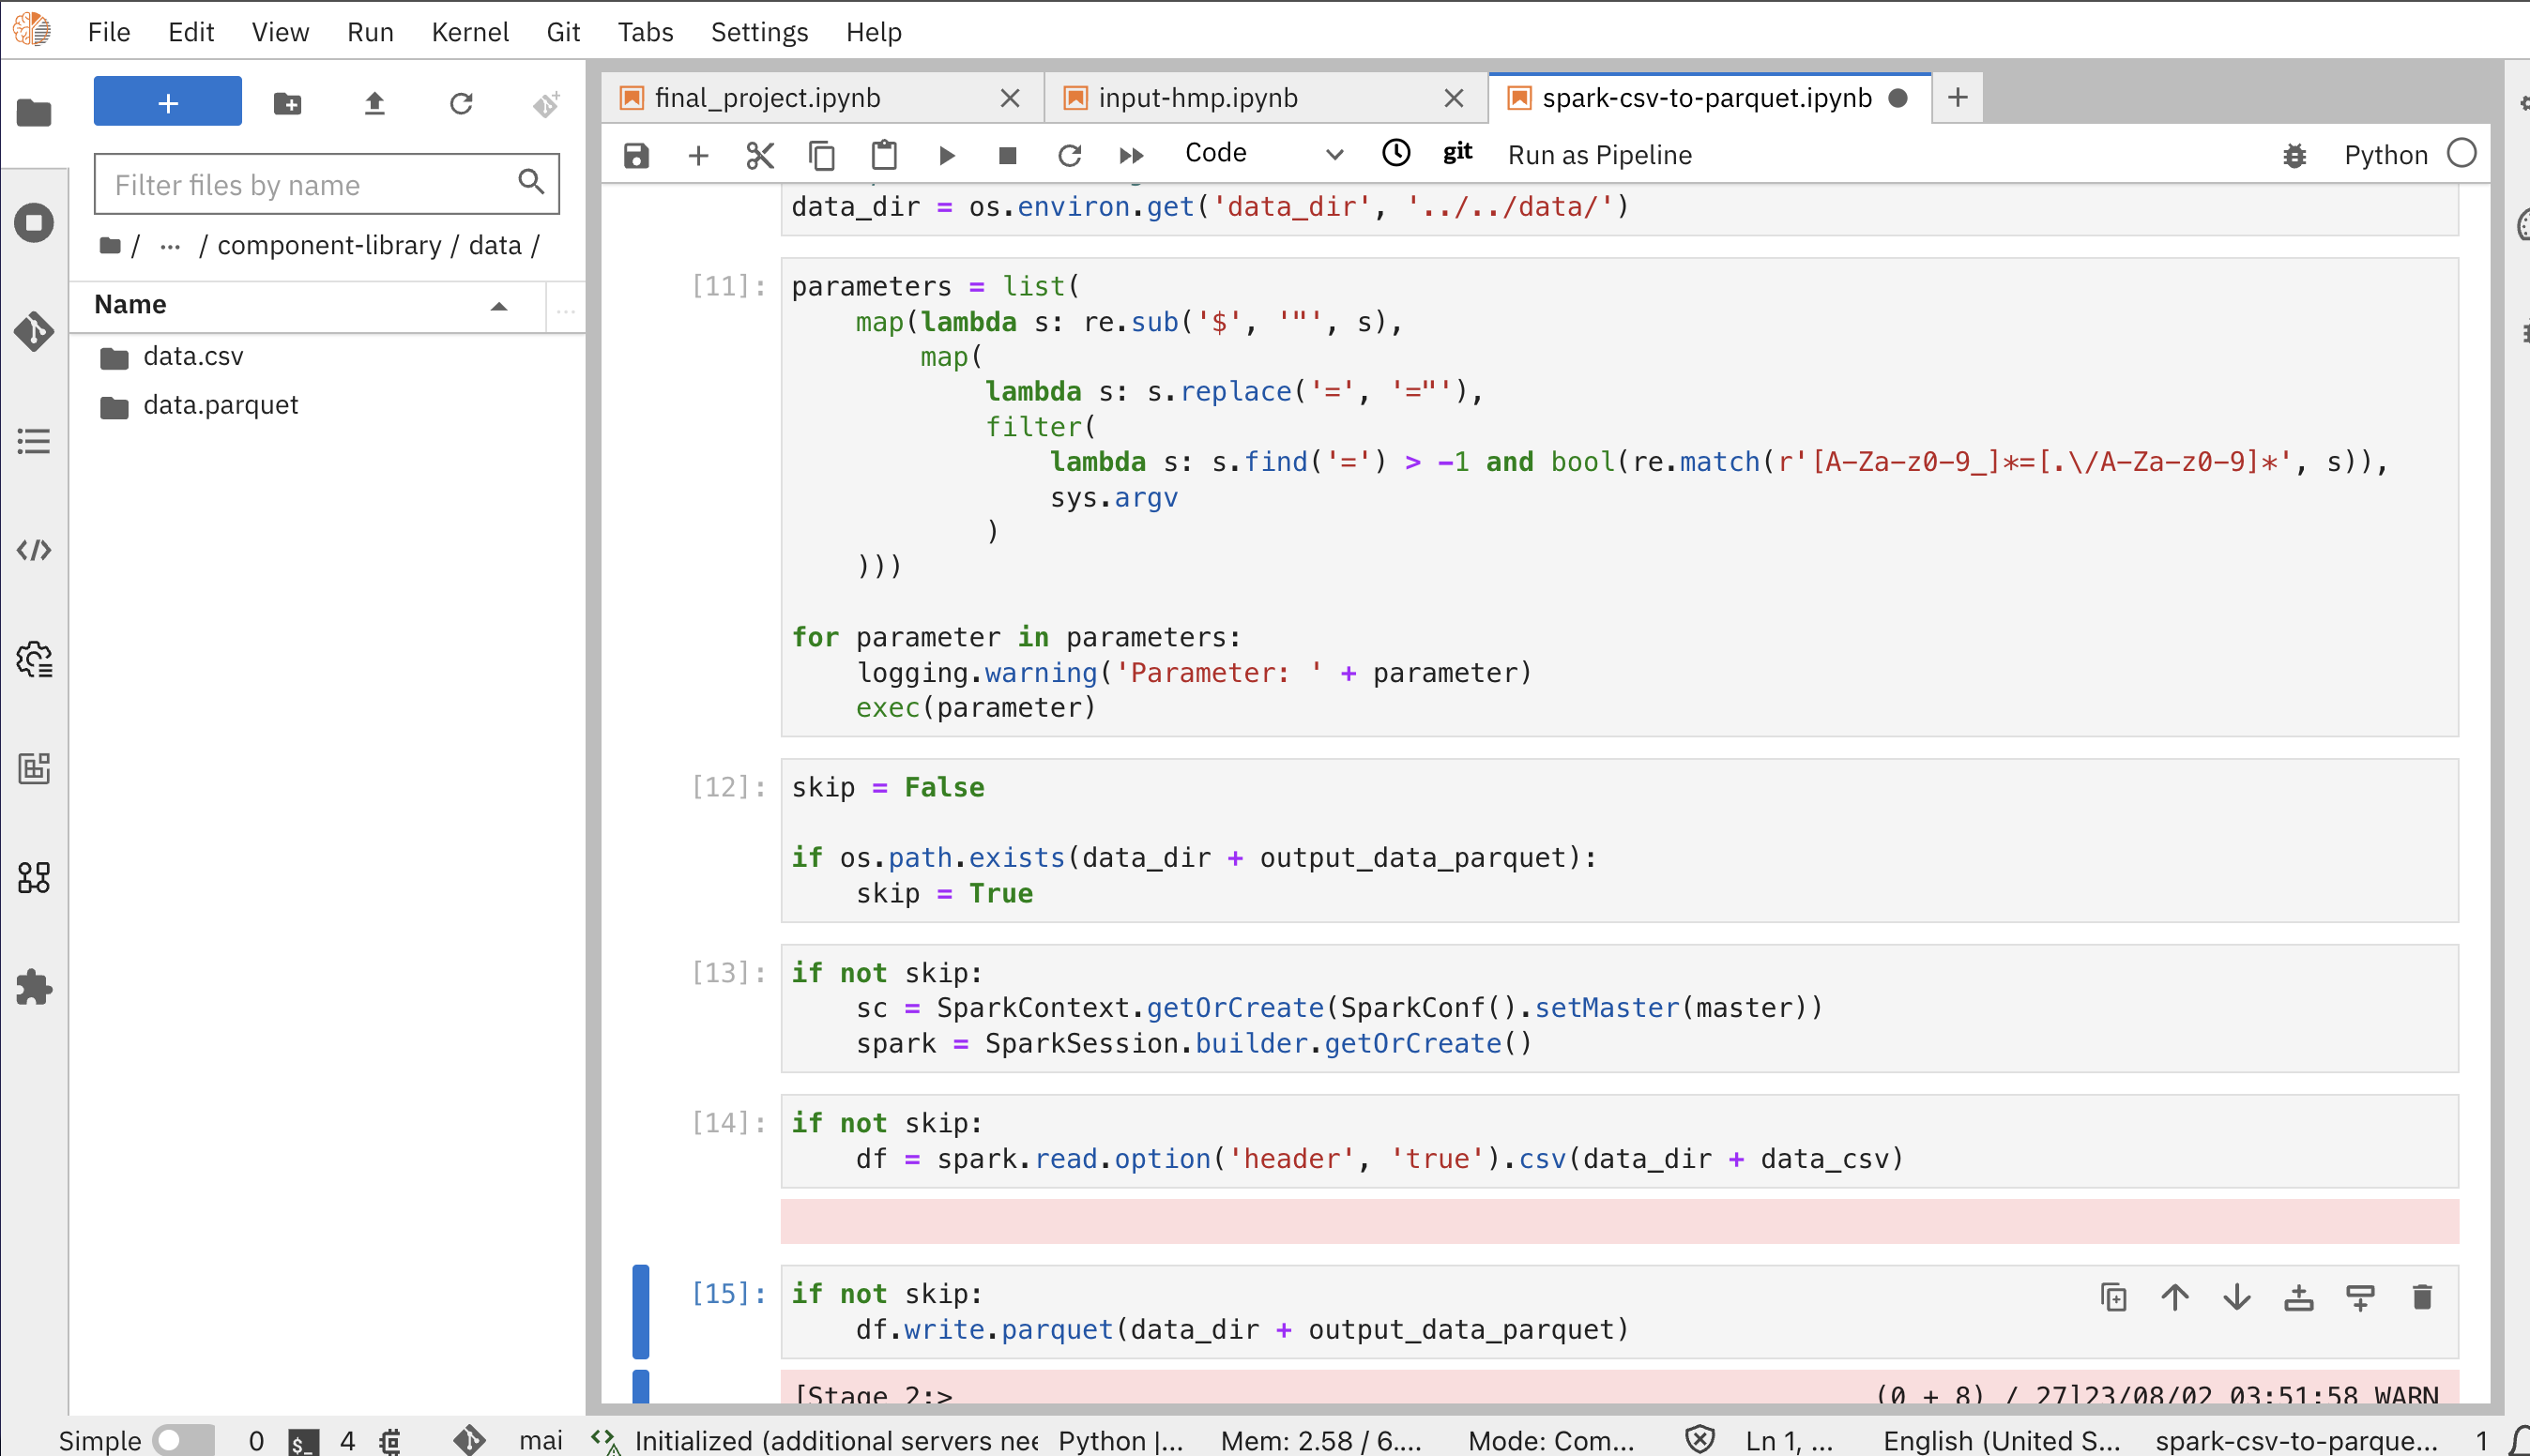 File Edit View Run Kernel Git Tabs Settings Help
+
Filter files by name
/ ... / component-library / data /
Name
...
data.csv
data.parquet
final_project.ipynb
input-hmp.ipynb
spark-csv-to-parquet.ipynb
Code
git
Run as Pipeline
Python
data_dir = os.environ.get('data_dir', '../../data/')
[11]:
parameters = list(
    map(lambda s: re.sub('$', '"', s),
        map(
            lambda s: s.replace('=', '="'),
            filter(
                lambda s: s.find('=') > -1 and bool(re.match(r'[A-Za-z0-9_]*=[.\/A-Za-z0-9]*', s)),
                sys.argv
            )
    )))
for parameter in parameters:
    logging.warning('Parameter: ' + parameter)
    exec(parameter)
[12]:
skip = False
if os.path.exists(data_dir + output_data_parquet):
    skip = True
[13]:
if not skip:
    sc = SparkContext.getOrCreate(SparkConf().setMaster(master))
    spark = SparkSession.builder.getOrCreate()
[14]:
if not skip:
    df = spark.read.option('header', 'true').csv(data_dir + data_csv)
[15]:
if not skip:
    df.write.parquet(data_dir + output_data_parquet)
[Stage 2:> (0 + 8) / 27]23/08/02 03:51:58 WARN
Simple 0 $_ 4 mai Initialized (additional servers nee Python |... Mem: 2.58 / 6.... Mode: Com... Ln 1, ... English (United S... spark-csv-to-parque... 1